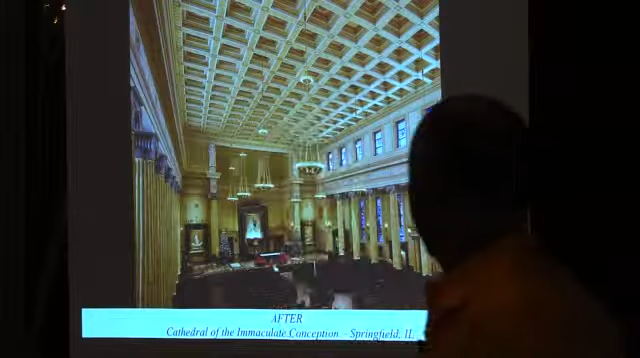 AFTER
Cathedral of the Immaculate Conception - Springfield, IL